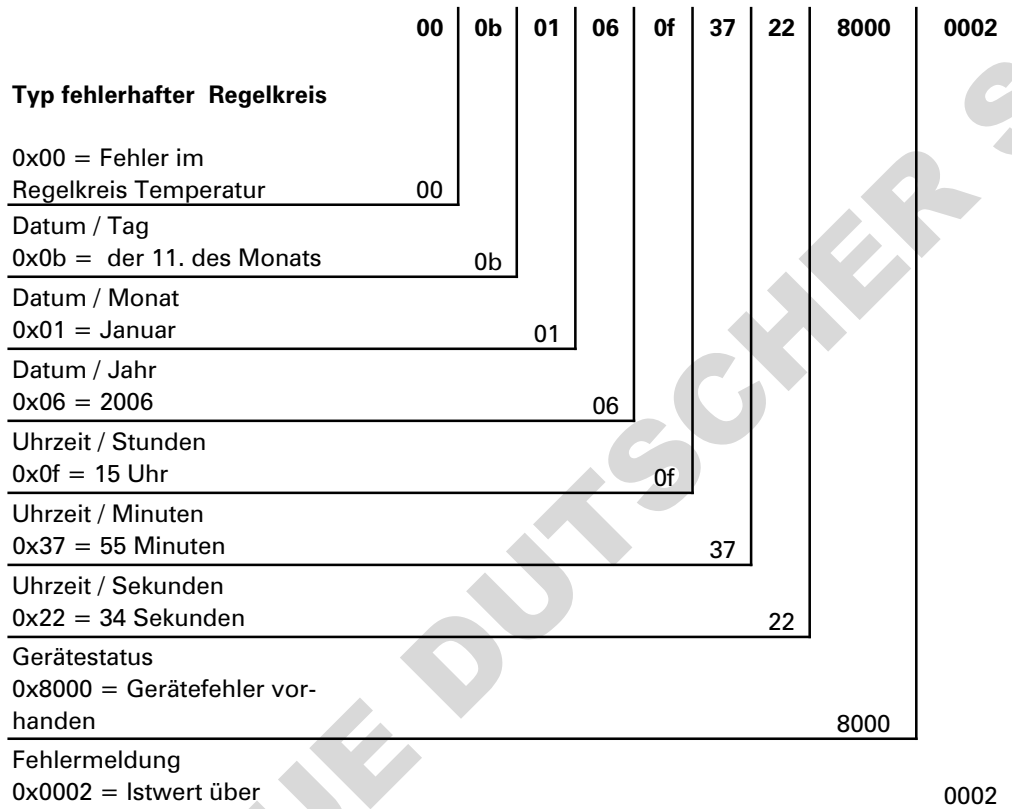 00 0b 01 06 0f 37 22 8000 0002
Typ fehlerhafter Regelkreis
0x00 = Fehler im
Regelkreis Temperatur 00
Datum / Tag
0x0b = der 11. des Monats 0b
Datum / Monat
0x01 = Januar 01
Datum / Jahr
0x06 = 2006 06
Uhrzeit / Stunden
0x0f = 15 Uhr 0f
Uhrzeit / Minuten
0x37 = 55 Minuten 37
Uhrzeit / Sekunden
0x22 = 34 Sekunden 22
Gerätestatus
0x8000 = Gerätefehler vor-
handen 8000
Fehlermeldung
0x0002 = Istwert über 0002
UE DUTSCHER S